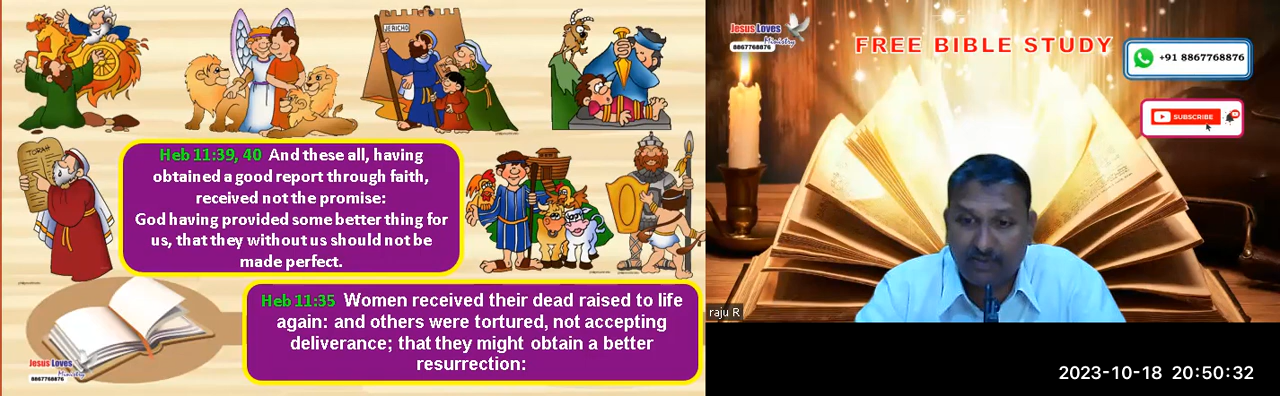 JERICHO
TORAH
Heb 11:39, 40 And these all, having
obtained a good report through faith,
received not the promise:
God having provided some better thing for
us, that they without us should not be
made perfect.
Heb 11:35 Women received their dead raised to life
again: and others were tortured, not accepting
deliverance; that they might obtain a better
resurrection:
Jesus Loves
Ministry
8867768876
Jesus Loves
Ministry
8867768876
FREE BIBLE STUDY
+91 8867768876
SUBSCRIBE
raju R
2023-10-18 20:50:32